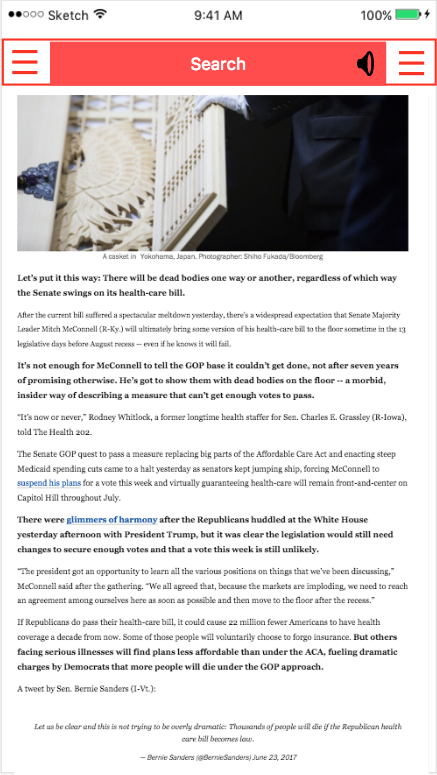 Sketch 9:41 AM 100%
Search
A casket in Yokohama, Japan. Photographer: Shiho Fukada/Bloomberg
Let's put it this way: There will be dead bodies one way or another, regardless of which way
the Senate swings on its health-care bill.
After the current bill suffered a spectacular meltdown yesterday, there's a widespread expectation that Senate Majority
Leader Mitch McConnell (R-Ky.) will ultimately bring some version of his health-care bill to the floor sometime in the 13
legislative days before August recess -- even if he knows it will fail.
It's not enough for McConnell to tell the GOP base it couldn't get done, not after seven years
of promising otherwise. He's got to show them with dead bodies on the floor -- a morbid,
insider way of describing a measure that can't get enough votes to pass.
“It's now or never,” Rodney Whitlock, a former longtime health staffer for Sen. Charles E. Grassley (R-Iowa),
told The Health 202.
The Senate GOP quest to pass a measure replacing big parts of the Affordable Care Act and enacting steep
Medicaid spending cuts came to a halt yesterday as senators kept jumping ship, forcing McConnell to
suspend his plans for a vote this week and virtually guaranteeing health-care will remain front-and-center on
Capitol Hill throughout July.
There were glimmers of harmony after the Republicans huddled at the White House
yesterday afternoon with President Trump, but it was clear the legislation would still need
changes to secure enough votes and that a vote this week is still unlikely.
“The president got an opportunity to learn all the various positions on things that we've been discussing,”
McConnell said after the gathering. “We all agreed that, because the markets are imploding, we need to reach
an agreement among ourselves here as soon as possible and then move to the floor after the recess.”
If Republicans do pass their health-care bill, it could cause 22 million fewer Americans to have health
coverage a decade from now. Some of those people will voluntarily choose to forgo insurance. But others
facing serious illnesses will find plans less affordable than under the ACA, fueling dramatic
charges by Democrats that more people will die under the GOP approach.
A tweet by Sen. Bernie Sanders (I-Vt.):
Let us be clear and this is not trying to be overly dramatic: Thousands of people will die if the Republican health
care bill becomes law.
— Bernie Sanders (@BernieSanders) June 23, 2017